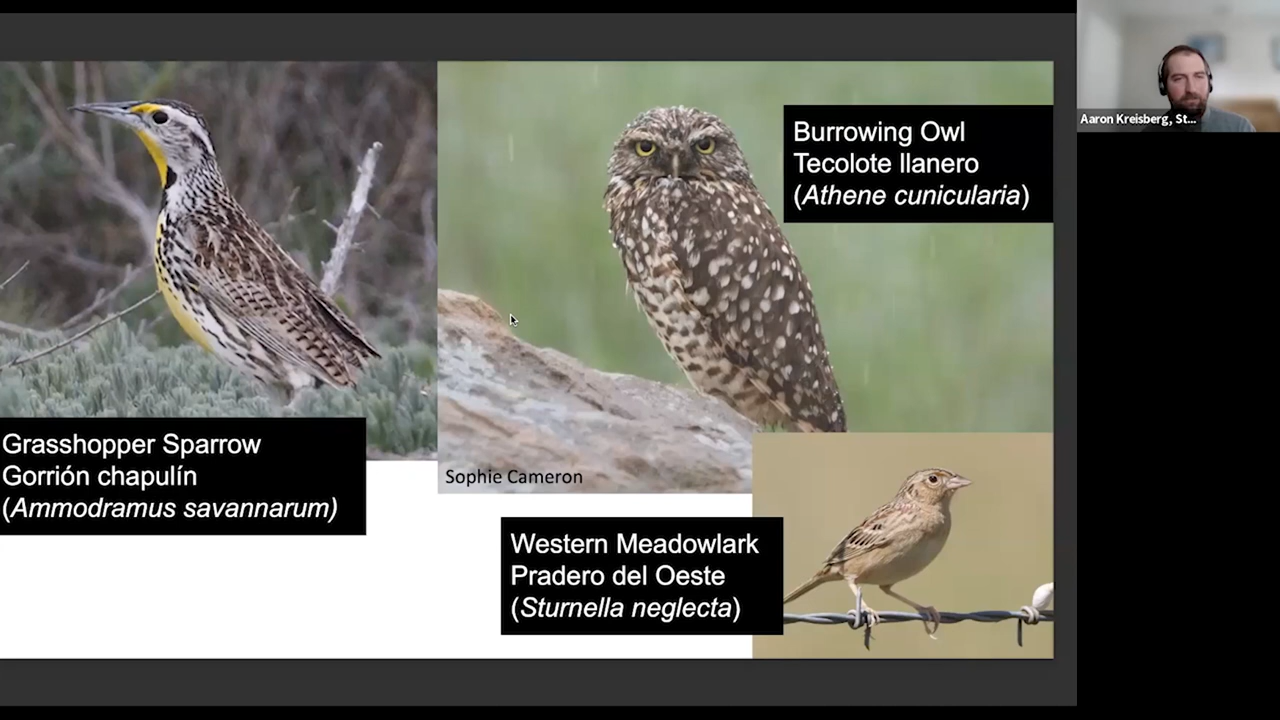 Aaron Kreisberg, St...
Burrowing Owl
Tecolote llanero
(Athene cunicularia)
Grasshopper Sparrow
Gorrión chapulín
(Ammodramus savannarum)
Sophie Cameron
Western Meadowlark
Pradero del Oeste
(Sturnella neglecta)